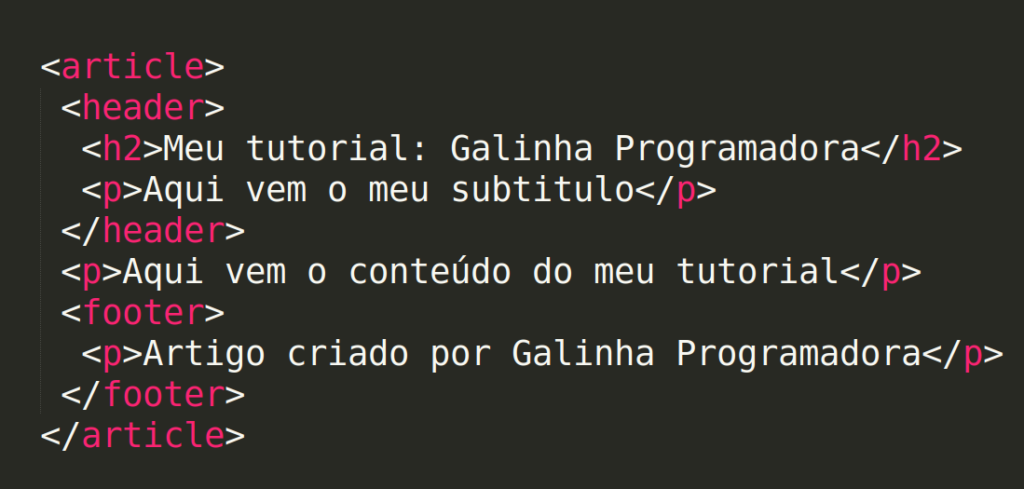 <article>
<header>
<h2>Meu tutorial: Galinha Programadora</h2>
<p>Aqui vem o meu subtitulo</p>
</header>
<p>Aqui vem o conteúdo do meu tutorial</p>
<footer>
<p>Artigo criado por Galinha Programadora</p>
</footer>
</article>